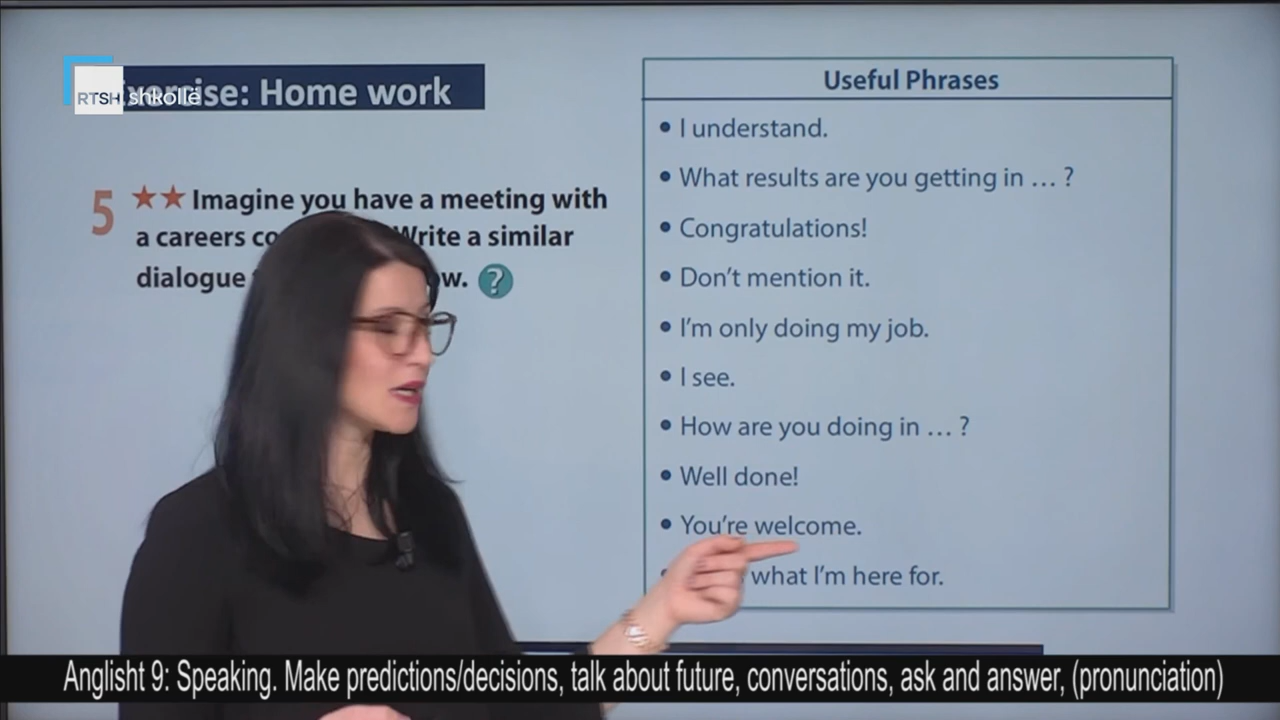 RTSH shkollë
se: Home work
5 ★★ Imagine you have a meeting with
a careers Write a similar
dialogue
?
Useful Phrases
• I understand.
• What results are you getting in … ?
• Congratulations!
• Don't mention it.
• I'm only doing my job.
• I see.
• How are you doing in … ?
• Well done!
• You're welcome.
what I'm here for.
Anglisht 9: Speaking. Make predictions/decisions, talk about future, conversations, ask and answer, (pronunciation)